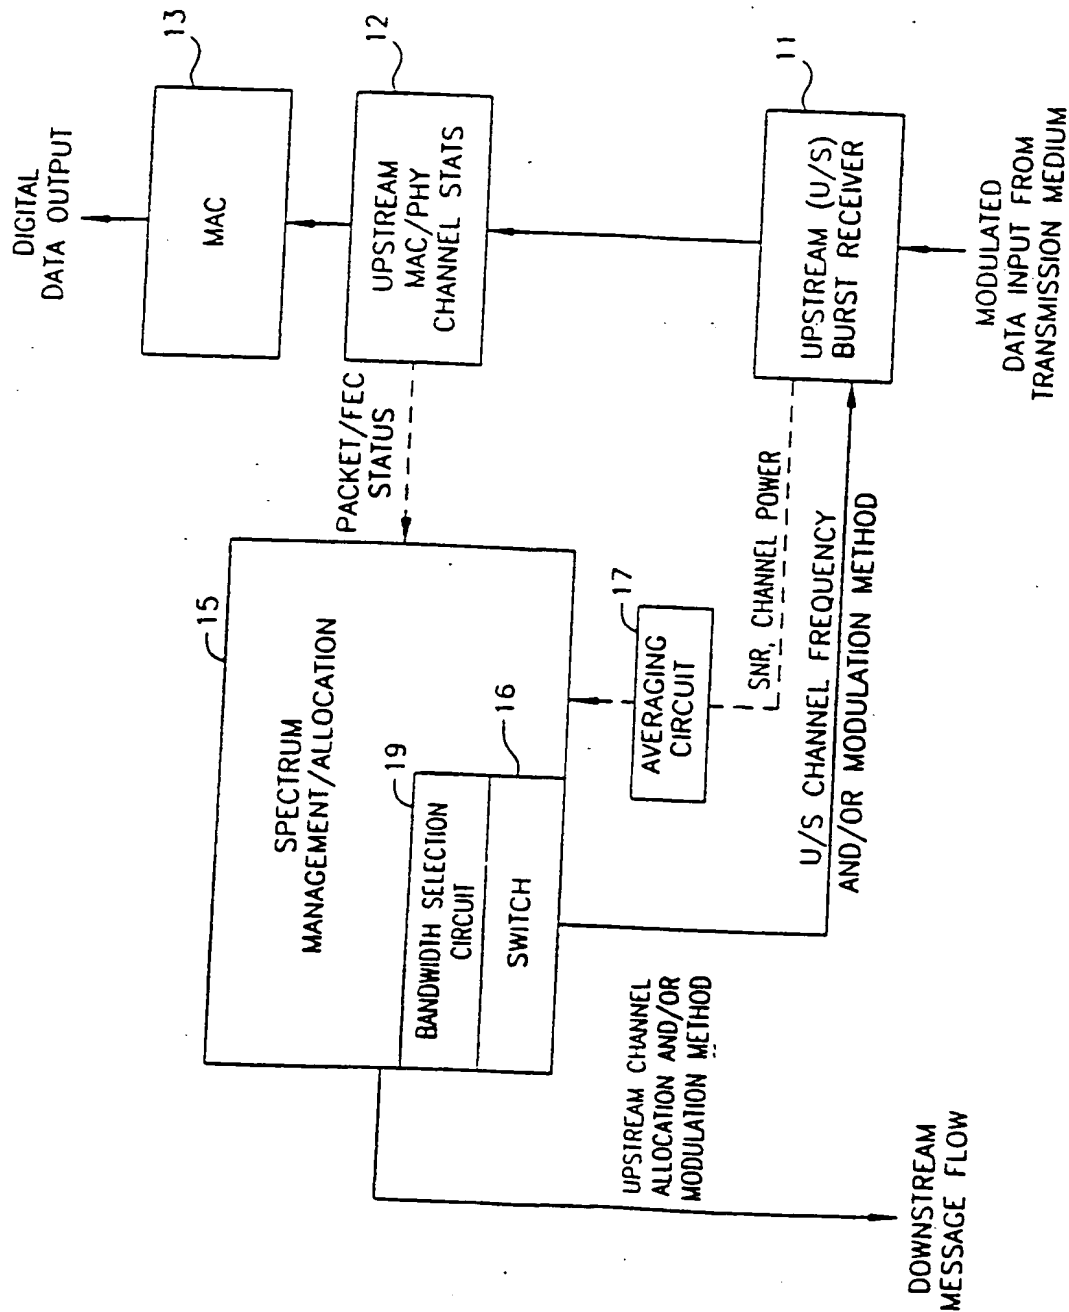 DIGITAL
DATA OUTPUT
13
MAC
12
UPSTREAM
MAC/PHY
CHANNEL STATS
11
UPSTREAM (U/S)
BURST RECEIVER
MODULATED
DATA INPUT FROM
TRANSMISSION MEDIUM
PACKET/FEC
STATUS
15
SPECTRUM
MANAGEMENT/ALLOCATION
19
BANDWIDTH SELECTION
CIRCUIT
16
SWITCH
17
AVERAGING
CIRCUIT
SNR, CHANNEL POWER
U/S CHANNEL FREQUENCY
AND/OR MODULATION METHOD
UPSTREAM CHANNEL
ALLOCATION AND/OR
MODULATION METHOD
DOWNSTREAM
MESSAGE FLOW